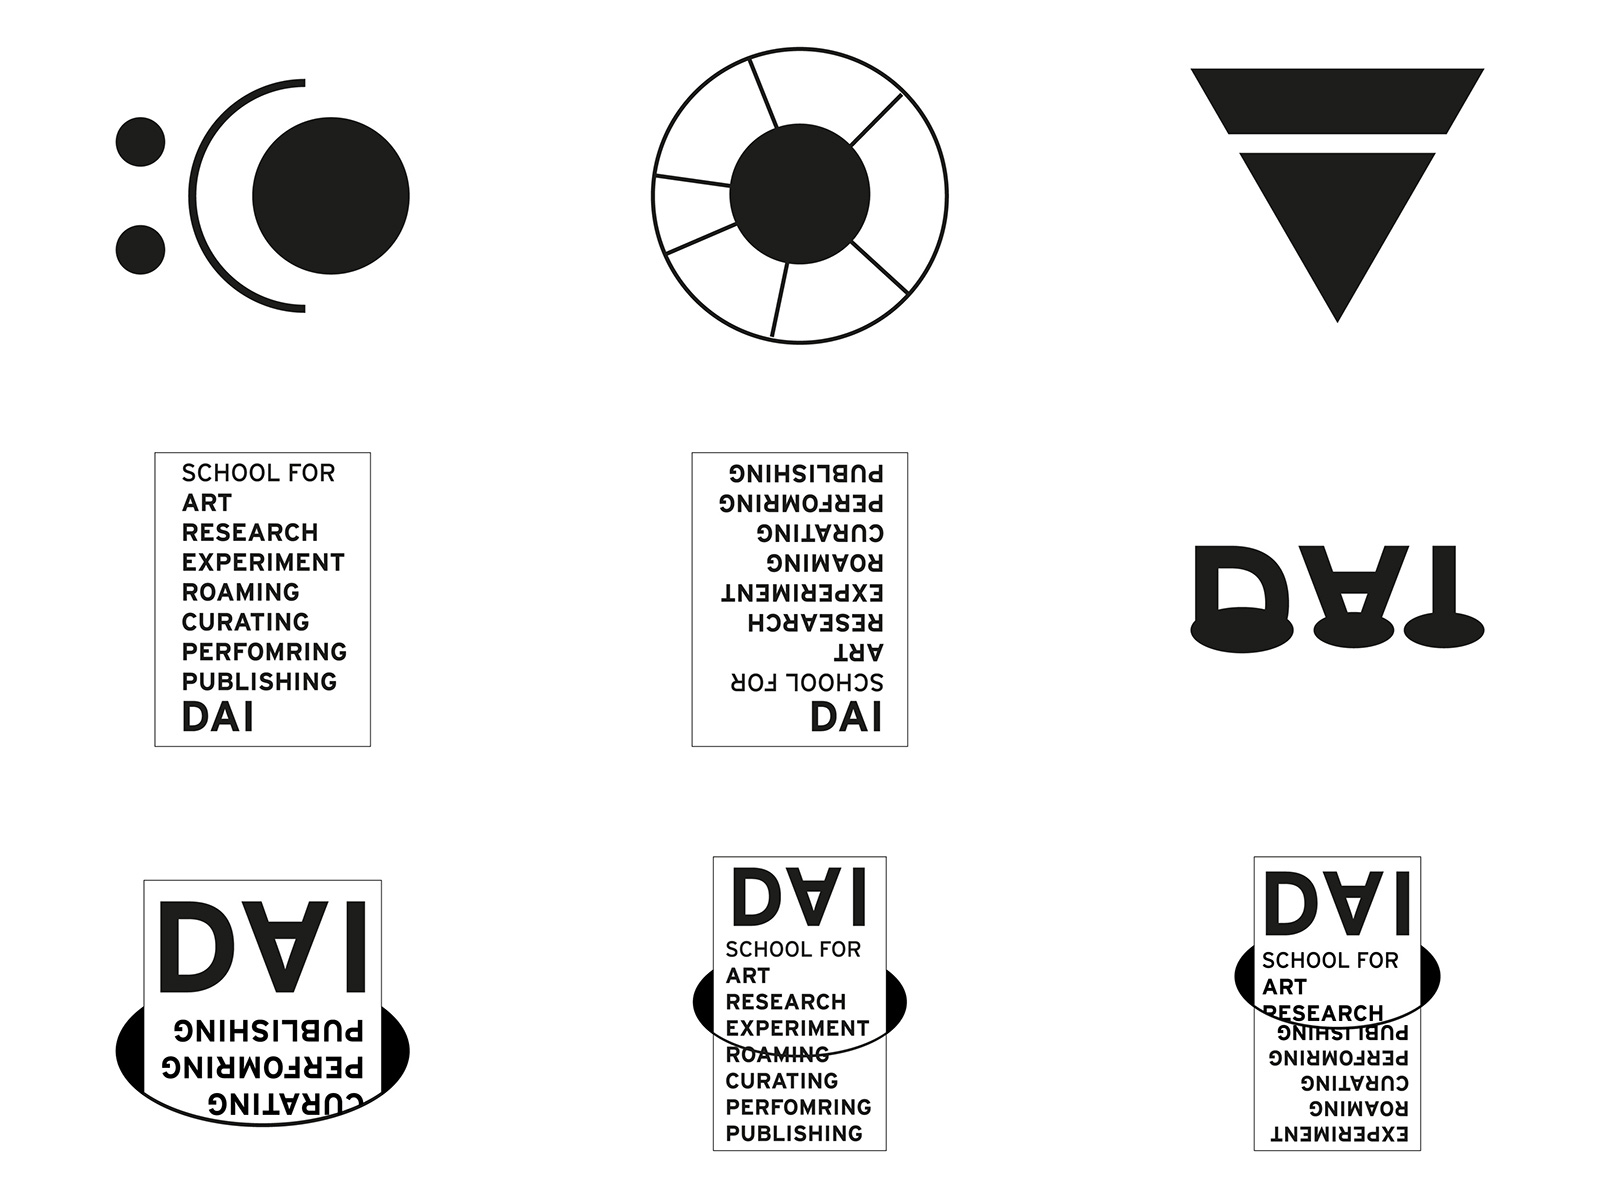 SCHOOL FOR
ART
RESEARCH
EXPERIMENT
ROAMING
CURATING
PERFOMRING
PUBLISHING
DAI
PUBLISHING
PERFOMRING
CURATING
ROAMING
EXPERIMENT
RESEARCH
ART
SCHOOL FOR
DAI
DAI
DAI
PUBLISHING
PERFOMRING
CURATING
DAI
SCHOOL FOR
ART
RESEARCH
EXPERIMENT
ROAMING
CURATING
PERFOMRING
PUBLISHING
DAI
SCHOOL FOR
ART
RESEARCH
PUBLISHING
PERFOMRING
CURATING
ROAMING
EXPERIMENT